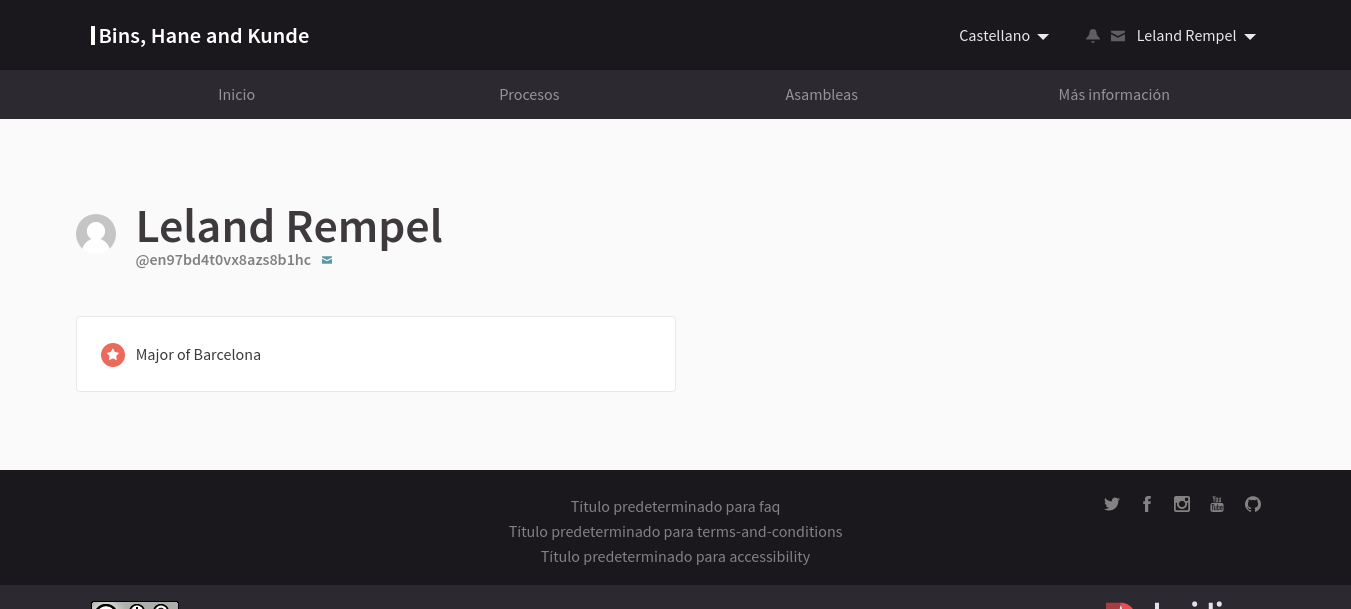 Bins, Hane and Kunde
Castellano
Leland Rempel
Inicio
Procesos
Asambleas
Más información
Leland Rempel
@en97bd4t0vx8azs8b1hc
Major of Barcelona
Título predeterminado para faq
Título predeterminado para terms-and-conditions
Título predeterminado para accessibility